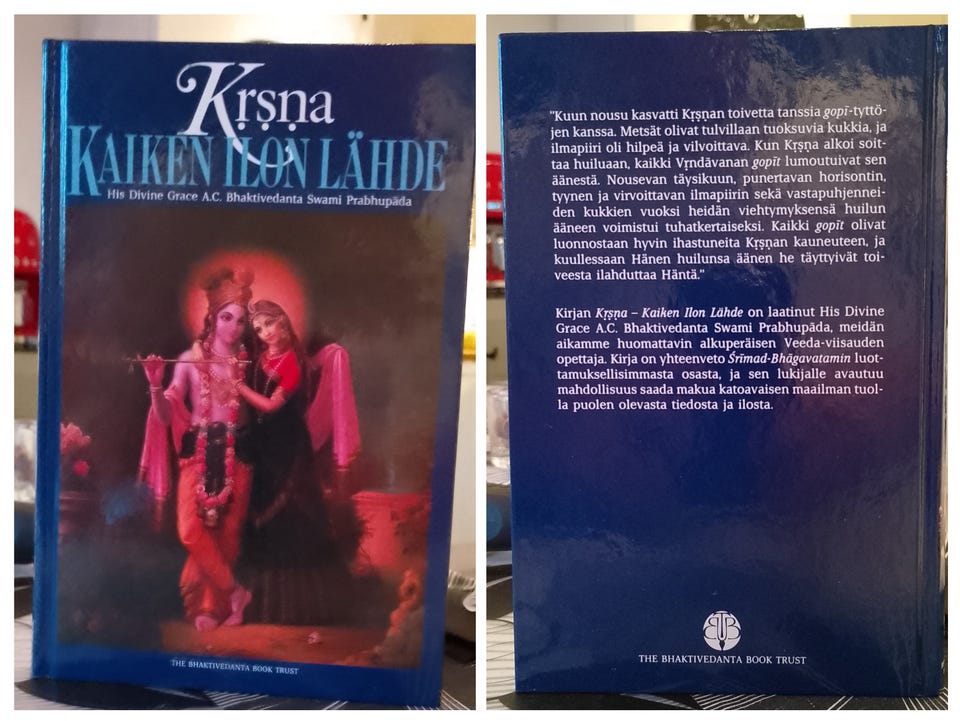 Kṛṣṇa
KAIKEN ILON LÄHDE
His Divine Grace A.C. Bhaktivedanta Swami Prabhupāda
THE BHAKTIVEDANTA BOOK TRUST
"Kuun nousu kasvatti Kṛṣṇan toivetta tanssia gopī-tyttö-
jen kanssa. Metsät olivat tulvillaan tuoksuvia kukkia, ja
ilmapiiri oli hilpeä ja vilvoittava. Kun Kṛṣṇa alkoi soit-
taa huiluaan, kaikki Vṛndāvanan gopīt lumoutuivat sen
äänestä. Nousevan täysikuun, punertavan horisontin,
tyynen ja virvoittavan ilmapiirin sekä vastapuhjennei-
den kukkien vuoksi heidän viehtymyksensä huilun
ääneen voimistui tuhatkertaiseksi. Kaikki gopīt olivat
luonnostaan hyvin ihastuneita Kṛṣṇan kauneuteen, ja
kuullessaan Hänen huilunsa äänen he täyttyivät toi-
veesta ilahduttaa Häntä."
Kirjan Kṛṣṇa – Kaiken Ilon Lähde on laatinut His Divine
Grace A.C. Bhaktivedanta Swami Prabhupāda, meidän
aikamme huomattavin alkuperäisen Veeda-viisauden
opettaja. Kirja on yhteenveto Śrīmad-Bhāgavatamin luot-
tamuksellisimmasta osasta, ja sen lukijalle avautuu
mahdollisuus saada makua katoavaisen maailman tuol-
la puolen olevasta tiedosta ja ilosta.
THE BHAKTIVEDANTA BOOK TRUST